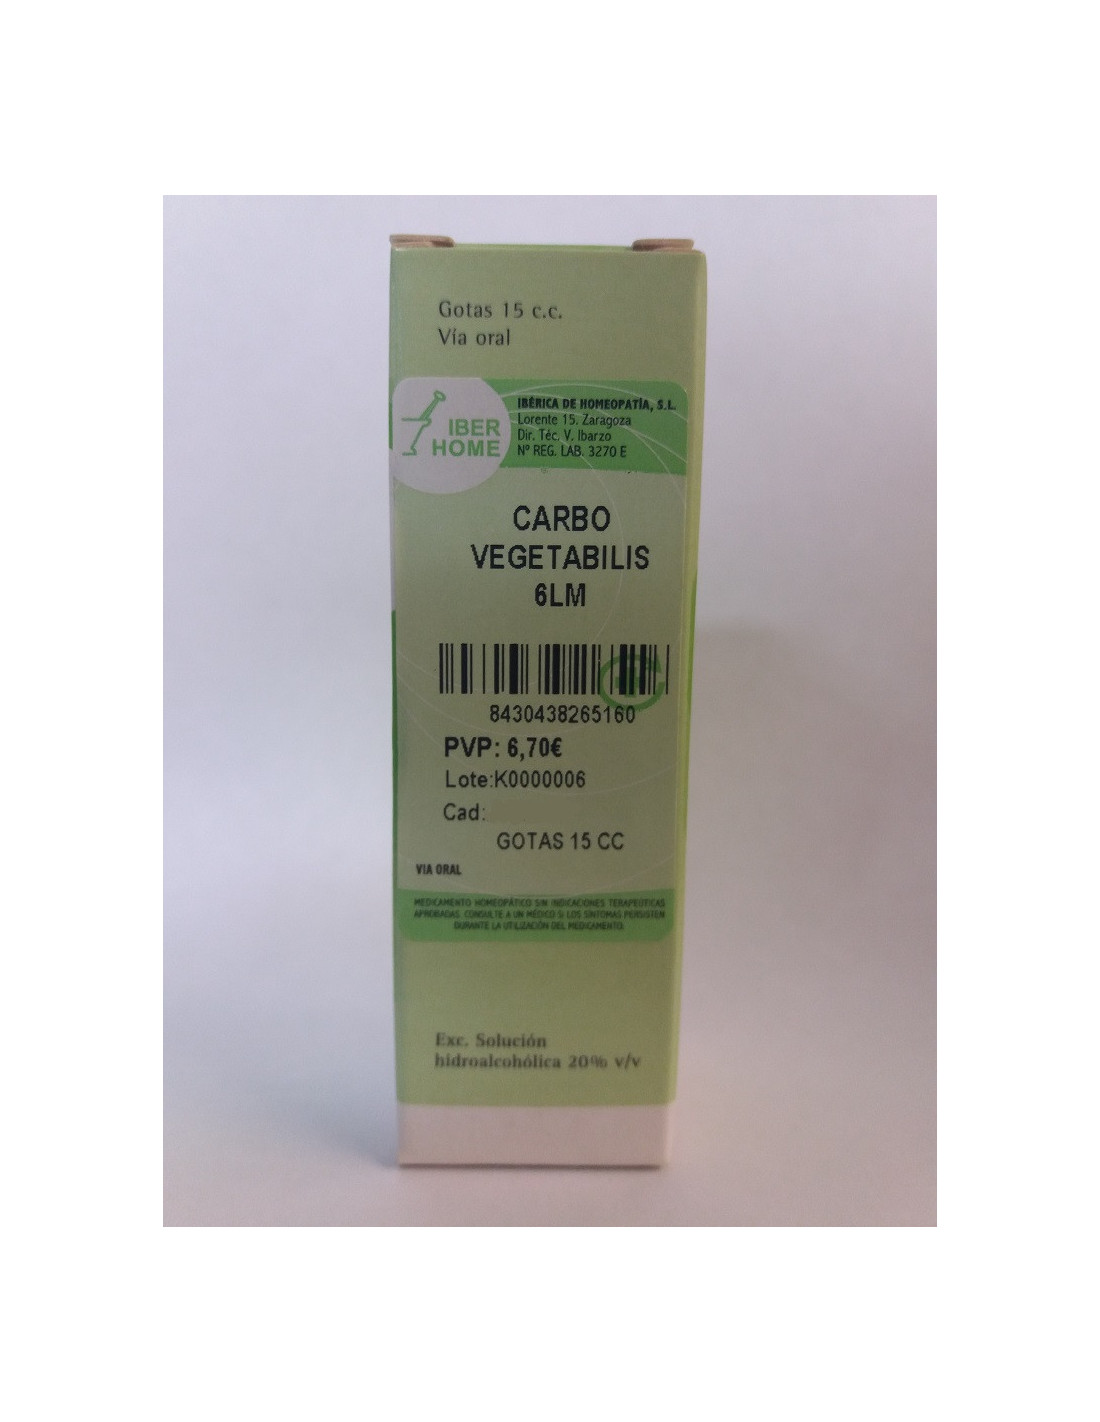 Gotas 15 c.c.
Vía oral
IBER
HOME
IBÉRICA DE HOMEOPATÍA, S.L.
Lorente 15. Zaragoza
Dir. Téc. V. Ibarzo
Nº REG. LAB. 3270 E
CARBO
VEGETABILIS
6LM
8430438265160
PVP: 6,70€
Lote:K0000006
Cad:
GOTAS 15 CC
VIA ORAL
MEDICAMENTO HOMEOPÁTICO SIN INDICACIONES TERAPEÚTICAS
APROBADAS. CONSULTE A UN MÉDICO SI LOS SÍNTOMAS PERSISTEN
DURANTE LA UTILIZACIÓN DEL MEDICAMENTO.
Exc. Solución
hidroalcohólica 20% v/v